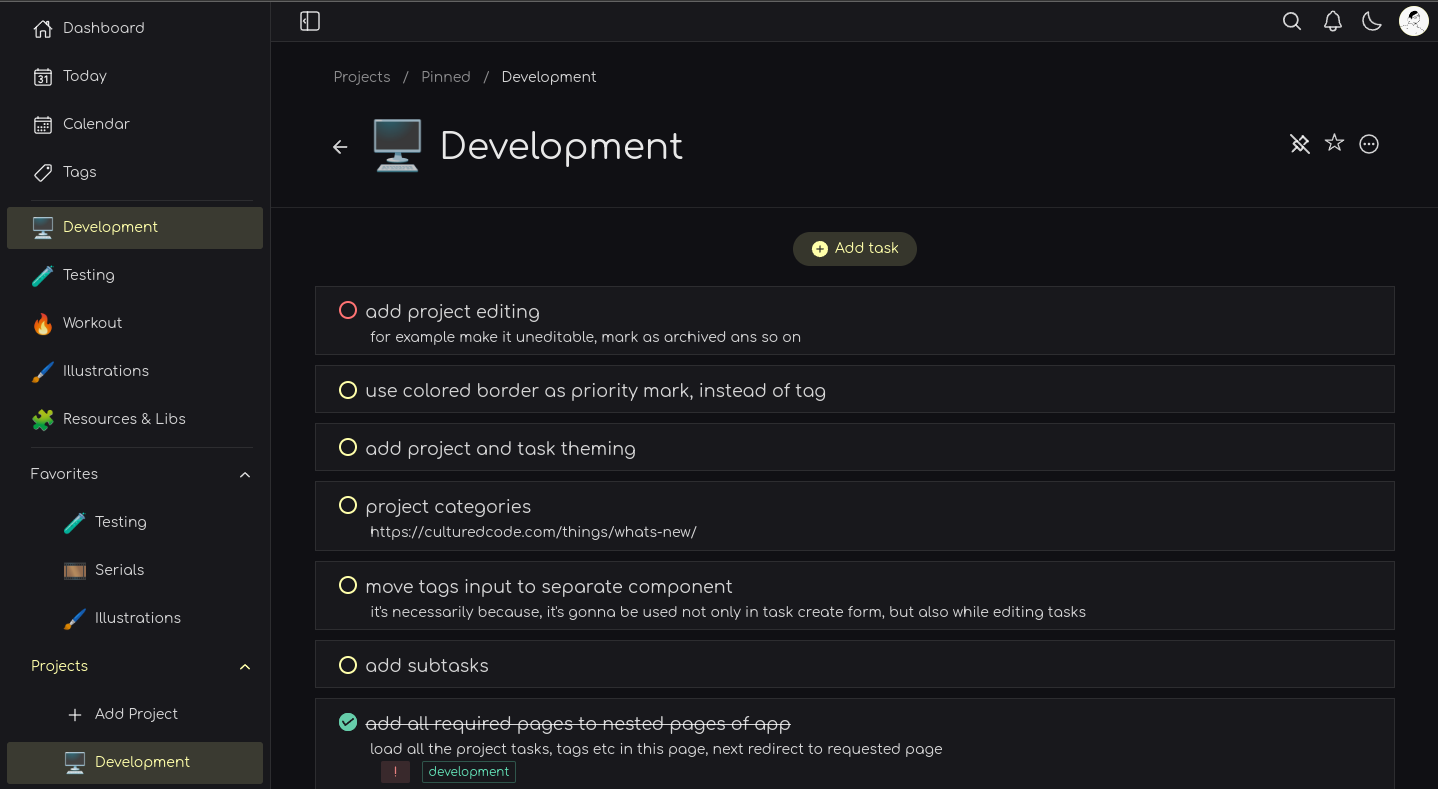 Dashboard
Today
Calendar
Tags
Development
Testing
Workout
Illustrations
Resources & Libs
Favorites
Testing
Serials
Illustrations
Projects
Add Project
Development
Projects / Pinned / Development
Development
Add task
add project editing
for example make it uneditable, mark as archived ans so on
use colored border as priority mark, instead of tag
add project and task theming
project categories
https://culturedcode.com/things/whats-new/
move tags input to separate component
it's necessarily because, it's gonna be used not only in task create form, but also while editing tasks
add subtasks
add all required pages to nested pages of app
load all the project tasks, tags etc in this page, next redirect to requested page
! development